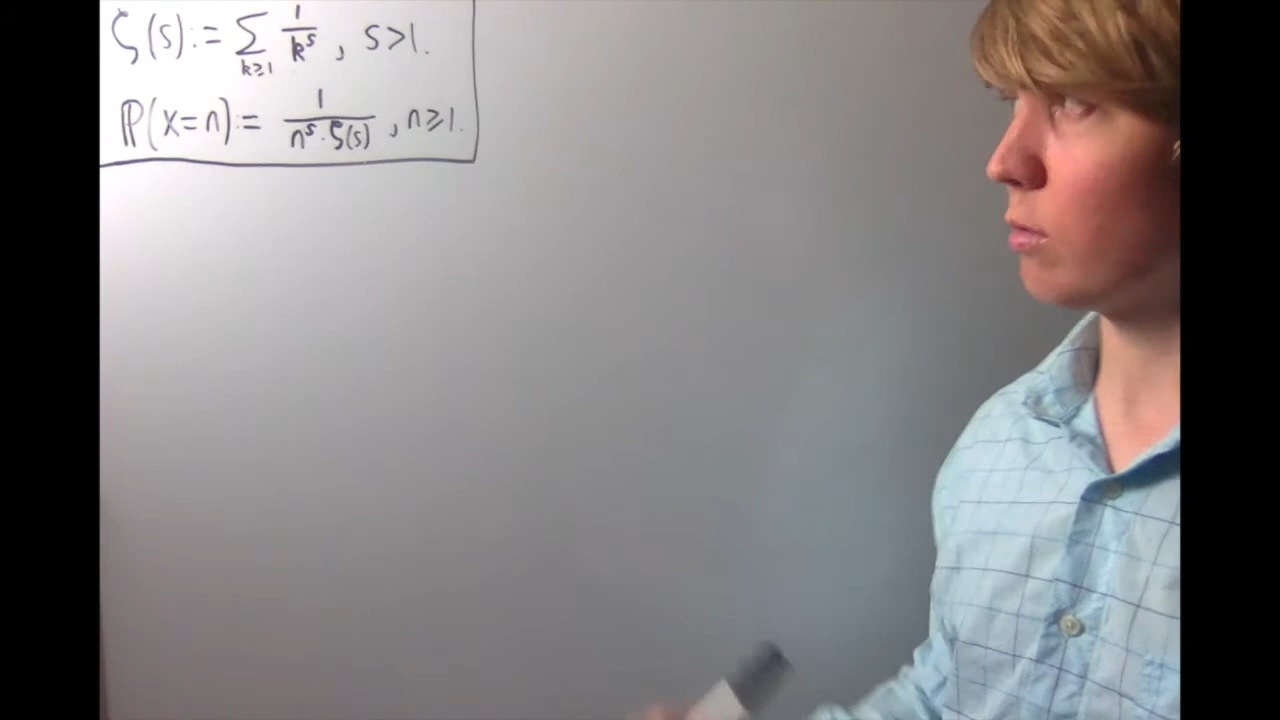 ζ(s) := ∑_{k≥1} 1/k^s , s>1.
ℙ(X=n) := 1/(n^s · ζ(s)) , n≥1.